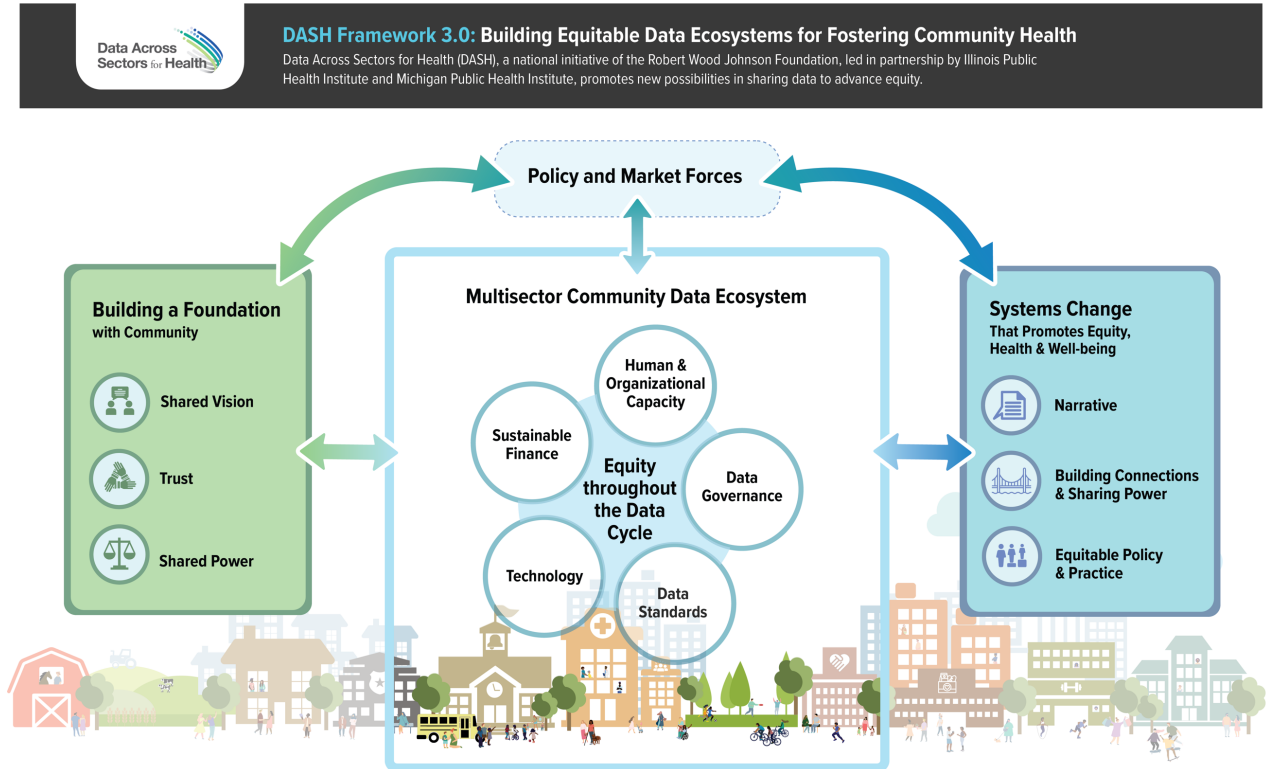 Data Across
Sectors for Health
DASH Framework 3.0: Building Equitable Data Ecosystems for Fostering Community Health
Data Across Sectors for Health (DASH), a national initiative of the Robert Wood Johnson Foundation, led in partnership by Illinois Public
Health Institute and Michigan Public Health Institute, promotes new possibilities in sharing data to advance equity.
Policy and Market Forces
Building a Foundation
with Community
Shared Vision
Trust
Shared Power
Multisector Community Data Ecosystem
Human &
Organizational
Capacity
Sustainable
Finance
Data
Governance
Equity
throughout
the Data
Cycle
Technology
Data
Standards
Systems Change
That Promotes Equity,
Health & Well-being
Narrative
Building Connections
& Sharing Power
Equitable Policy
& Practice